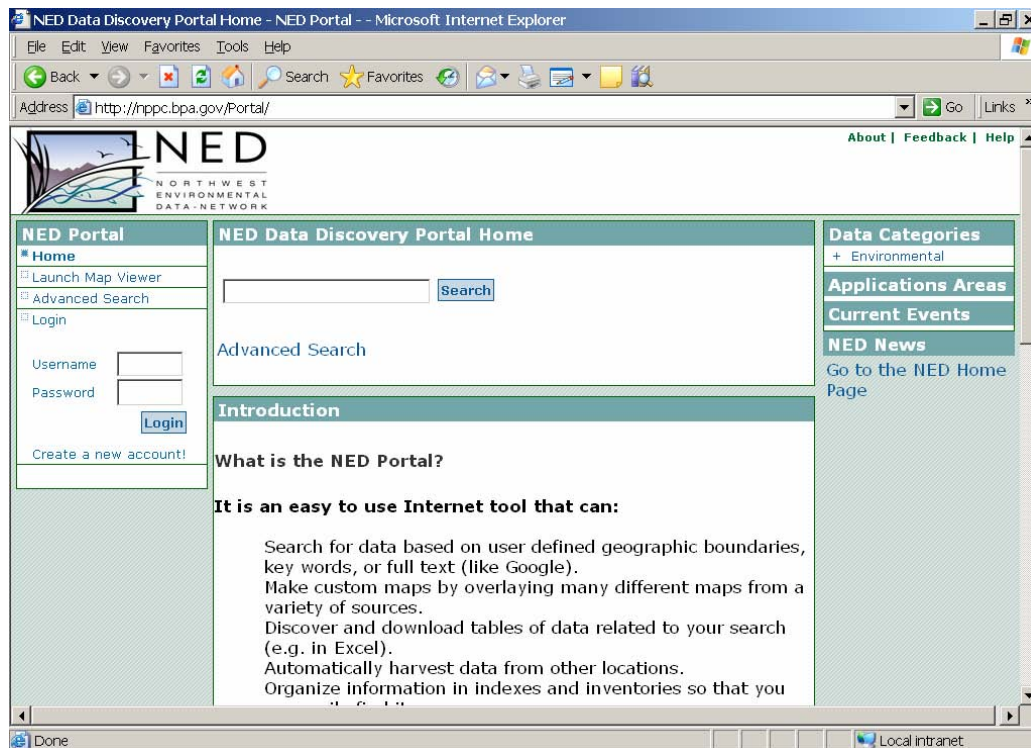 NED Data Discovery Portal Home - NED Portal - - Microsoft Internet Explorer
File Edit View Favorites Tools Help
Back Search Favorites
Address http://nppc.bpa.gov/Portal/ Go Links »
About | Feedback | Help
NED
NORTHWEST
ENVIRONMENTAL
DATA-NETWORK
NED Portal
Home
Launch Map Viewer
Advanced Search
Login
Username
Password
Login
Create a new account!
NED Data Discovery Portal Home
Search
Advanced Search
Introduction
What is the NED Portal?
It is an easy to use Internet tool that can:
Search for data based on user defined geographic boundaries,
key words, or full text (like Google).
Make custom maps by overlaying many different maps from a
variety of sources.
Discover and download tables of data related to your search
(e.g. in Excel).
Automatically harvest data from other locations.
Organize information in indexes and inventories so that you
Data Categories
+ Environmental
Applications Areas
Current Events
NED News
Go to the NED Home
Page
Done
Local intranet